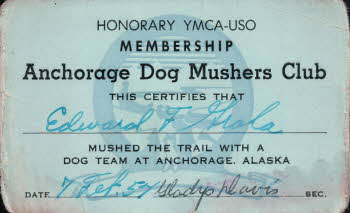 HONORARY YMCA-USO
MEMBERSHIP
Anchorage Dog Mushers Club
THIS CERTIFIES THAT
Edward F.
MUSHED THE TRAIL WITH A
DOG TEAM AT ANCHORAGE, ALASKA
DATE 7 Feb. 57 Gladys Davis SEC.